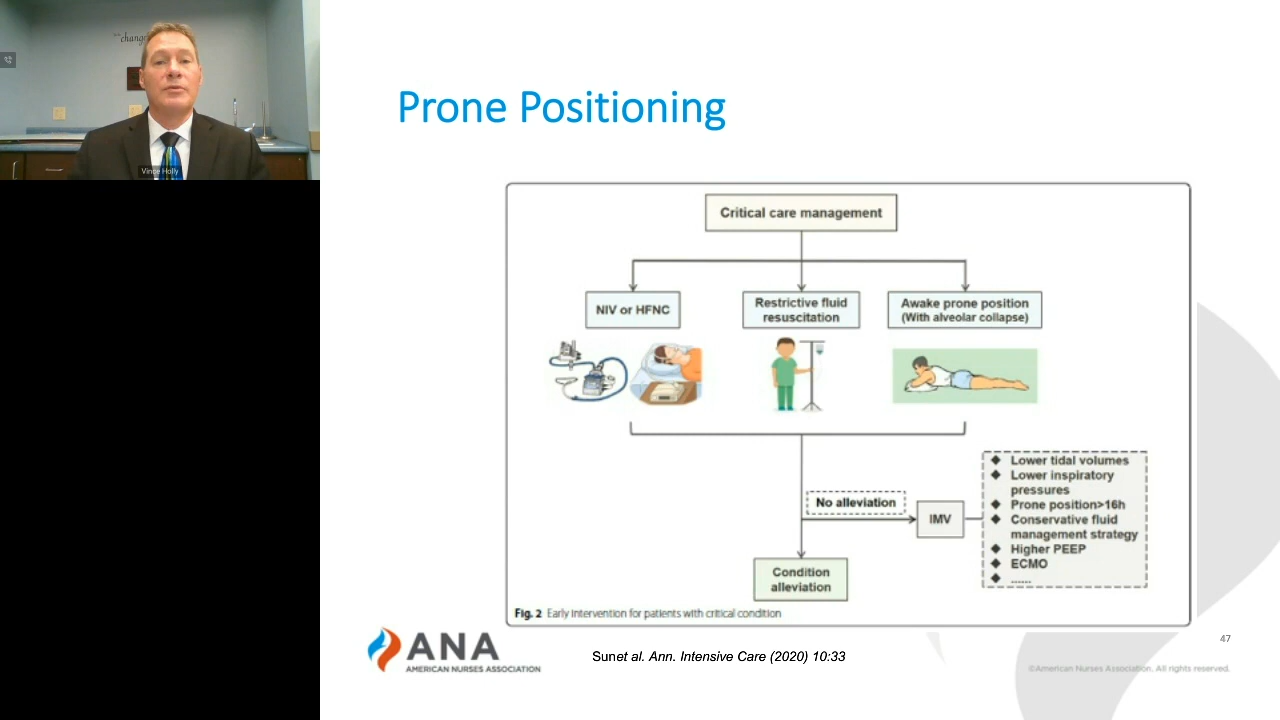 change
Vince Holly
Prone Positioning
Critical care management
NIV or HFNC
Restrictive fluid
resuscitation
Awake prone position
(With alveolar collapse)
No alleviation
IMV
◆ Lower tidal volumes
◆ Lower inspiratory
pressures
◆ Prone position>16h
◆ Conservative fluid
management strategy
◆ Higher PEEP
◆ ECMO
◆ ......
Condition
alleviation
Fig. 2 Early intervention for patients with critical condition
ANA
AMERICAN NURSES ASSOCIATION
Sunet al. Ann. Intensive Care (2020) 10:33
47
©American Nurses Association. All rights reserved.